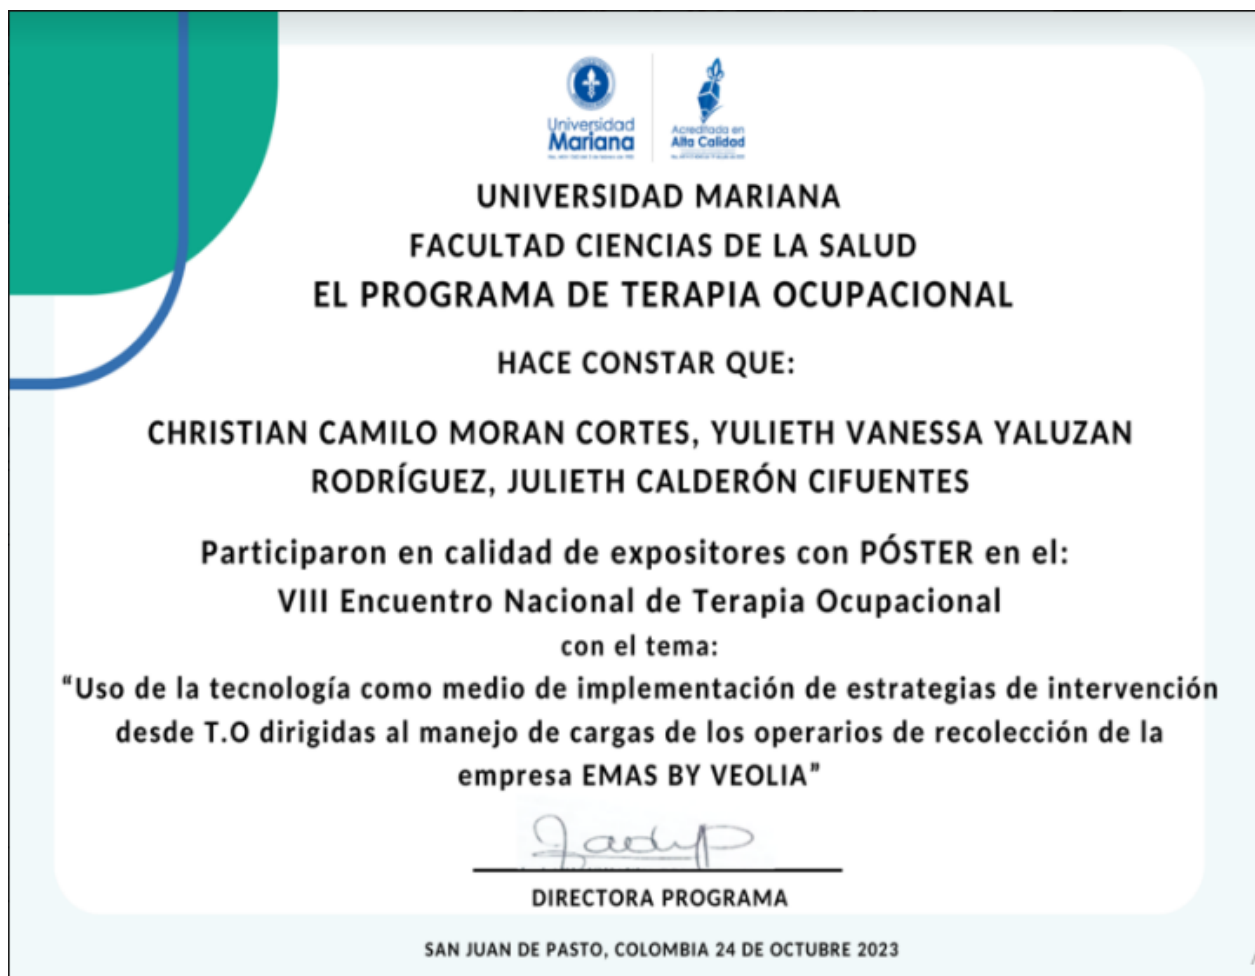 Universidad
Mariana
Acreditada en
Alta Calidad
UNIVERSIDAD MARIANA
FACULTAD CIENCIAS DE LA SALUD
EL PROGRAMA DE TERAPIA OCUPACIONAL
HACE CONSTAR QUE:
CHRISTIAN CAMILO MORAN CORTES, YULIETH VANESSA YALUZAN
RODRÍGUEZ, JULIETH CALDERÓN CIFUENTES
Participaron en calidad de expositores con PÓSTER en el:
VIII Encuentro Nacional de Terapia Ocupacional
con el tema:
“Uso de la tecnología como medio de implementación de estrategias de intervención
desde T.O dirigidas al manejo de cargas de los operarios de recolección de la
empresa EMAS BY VEOLIA”
DIRECTORA PROGRAMA
SAN JUAN DE PASTO, COLOMBIA 24 DE OCTUBRE 2023